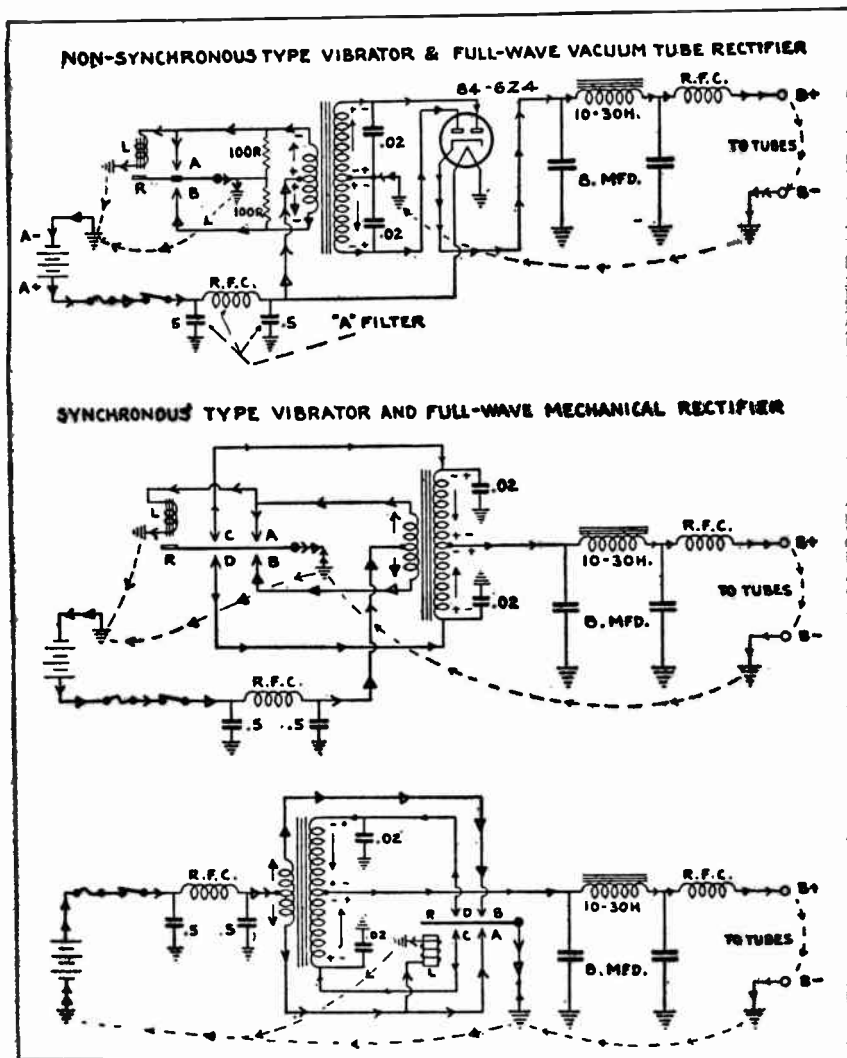 NON-SYNCHRONOUS TYPE VIBRATOR & FULL-WAVE VACUUM TUBE RECTIFIER
84-6Z4
R.F.C.
B+
10-30H.
L
A
100R
.02
TO TUBES
R
B
8. MFD.
L
100R
.02
B-
A-
A+
R.F.C.
5
.5
"A" FILTER
SYNCHRONOUS TYPE VIBRATOR AND FULL-WAVE MECHANICAL RECTIFIER
.02
L
C
A
R.F.C.
B+
R
D
B
10-30H.
TO TUBES
.02
8. MFD.
B-
R.F.C.
.5
.5
.02
R.F.C.
R.F.C.
B+
R
D
B
10-30H
.5
.5
.02
C
A
TO TUBES
L
8. MFD.
B-